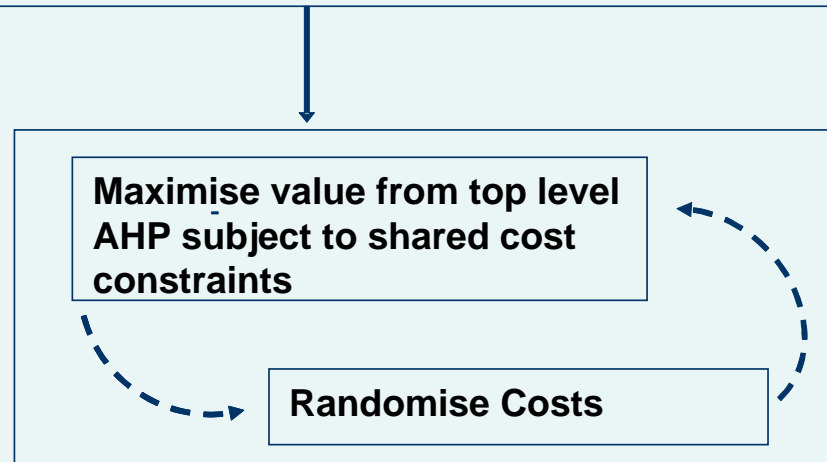 Maximise value from top level
AHP subject to shared cost
constraints
Randomise Costs